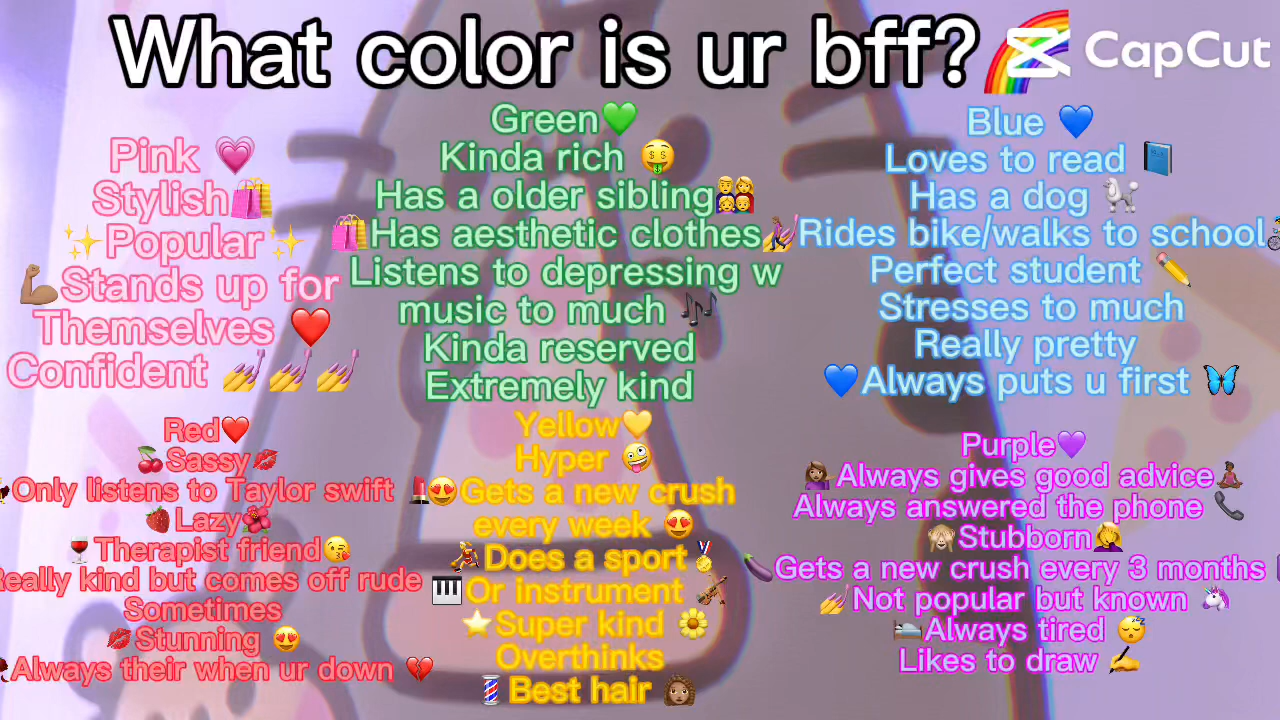 What color is ur bff?🌈 CapCut
Pink 💗
Stylish🛍️
✨Popular✨
💪🏽Stands up for
Themselves ❤️
Confident 💅💅💅
Green💚
Kinda rich 🤑
Has a older sibling👨‍👩‍👧‍👦
🛍️Has aesthetic clothes💃🏽
Listens to depressing w
music to much 🎶
Kinda reserved
Extremely kind
Blue 💙
Loves to read 📘
Has a dog 🐩
Rides bike/walks to school🚲
Perfect student ✏️
Stresses to much
Really pretty
💙Always puts u first 🦋
Red❤️
🍒Sassy💋
Only listens to Taylor swift 💄
🍓Lazy🌺
🍷Therapist friend😘
Really kind but comes off rude
Sometimes
💋Stunning 😍
Always their when ur down 💔
Yellow💛
Hyper 🤪
😍Gets a new crush
every week 😍
💃🏽Does a sport🏅
🎹Or instrument 🎻
⭐Super kind 🌼
Overthinks
💈Best hair 👩🏽‍🦱
Purple💜
Always gives good advice
Always answered the phone 📞
🙈Stubborn
🍆Gets a new crush every 3 months
💅Not popular but known 🦄
🛌Always tired 😴
Likes to draw ✍️